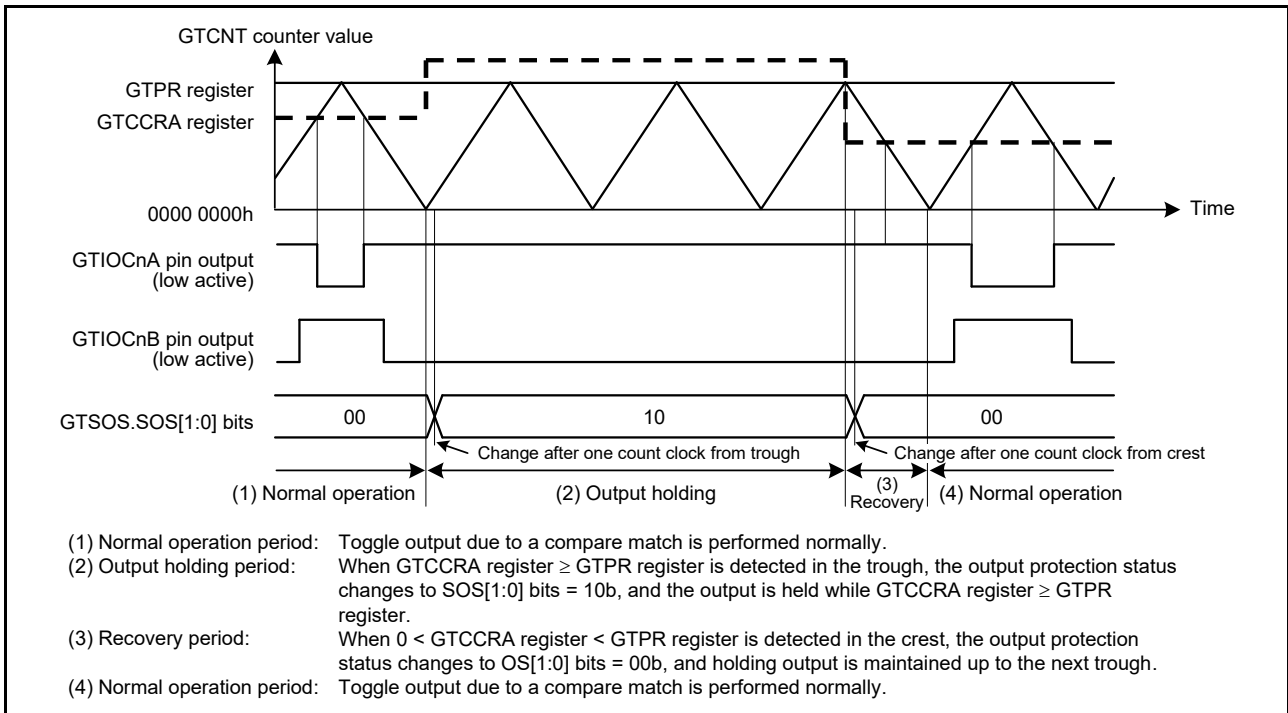 GTCNT counter value
GTPR register
GTCCRA register
0000 0000h
Time
GTIOCnA pin output
(low active)
GTIOCnB pin output
(low active)
GTSOS.SOS[1:0] bits
00
10
00
Change after one count clock from trough
Change after one count clock from crest
(1) Normal operation
(2) Output holding
(3)
Recovery
(4) Normal operation
(1) Normal operation period: Toggle output due to a compare match is performed normally.
(2) Output holding period: When GTCCRA register ≥ GTPR register is detected in the trough, the output protection status
changes to SOS[1:0] bits = 10b, and the output is held while GTCCRA register ≥ GTPR
register.
(3) Recovery period: When 0 < GTCCRA register < GTPR register is detected in the crest, the output protection
status changes to OS[1:0] bits = 00b, and holding output is maintained up to the next trough.
(4) Normal operation period: Toggle output due to a compare match is performed normally.